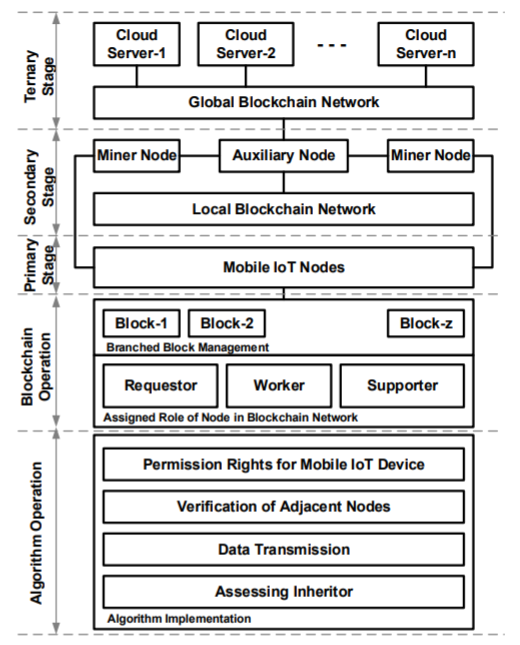 Ternary
Stage
Cloud
Server-1
Cloud
Server-2
- - -
Cloud
Server-n
Global Blockchain Network
Secondary
Stage
Miner Node
Auxiliary Node
Miner Node
Local Blockchain Network
Primary
Stage
Mobile IoT Nodes
Blockchain
Operation
Block-1
Block-2
Block-z
Branched Block Management
Requestor
Worker
Supporter
Assigned Role of Node in Blockchain Network
Algorithm Operation
Permission Rights for Mobile IoT Device
Verification of Adjacent Nodes
Data Transmission
Assessing Inheritor
Algorithm Implementation